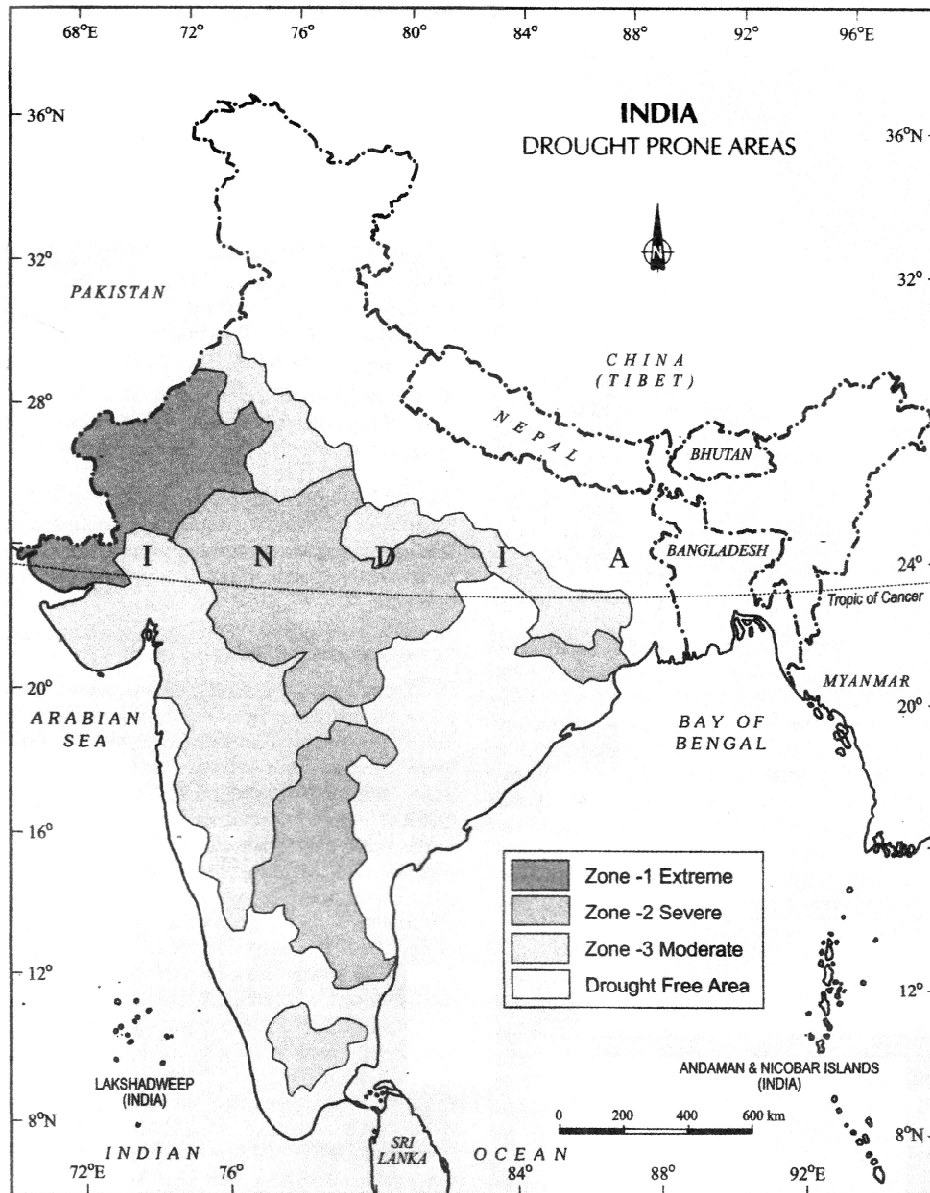 68°E 72° 76° 80° 84° 88° 92° 96°E
INDIA
DROUGHT PRONE AREAS
36°N 36°N
N
32° 32°
PAKISTAN
CHINA
(TIBET)
28° 28°
NEPAL
BHUTAN
I N D I A
BANGLADESH
24° 24°
Tropic of Cancer
MYANMAR
20° 20°
ARABIAN
SEA
BAY OF
BENGAL
16°
Zone -1 Extreme
Zone -2 Severe
Zone -3 Moderate
Drought Free Area
12° 12°
LAKSHADWEEP
(INDIA)
ANDAMAN & NICOBAR ISLANDS
(INDIA)
0 200 400 600 km
8°N 8°N
INDIAN
SRI
LANKA
OCEAN
72°E 76° 84° 88° 92°E